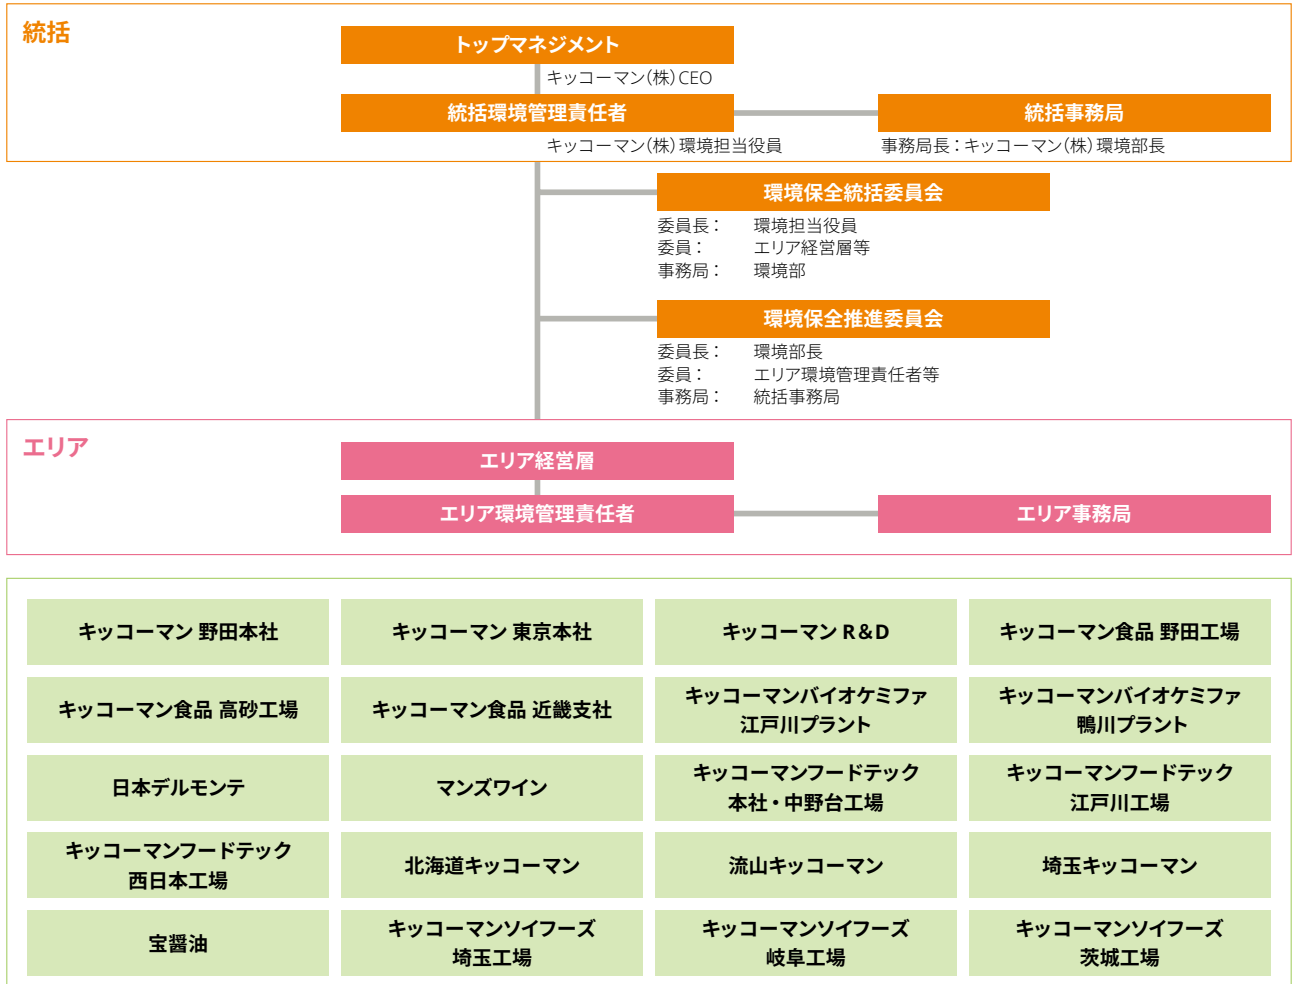 統括
トップマネジメント
キッコーマン(株)CEO
統括環境管理責任者
統括事務局
キッコーマン(株)環境担当役員
事務局長：キッコーマン(株)環境部長
環境保全統括委員会
委員長： 環境担当役員
委員： エリア経営層等
事務局： 環境部
環境保全推進委員会
委員長： 環境部長
委員： エリア環境管理責任者等
事務局： 統括事務局
エリア
エリア経営層
エリア環境管理責任者
エリア事務局
キッコーマン 野田本社
キッコーマン 東京本社
キッコーマン R&D
キッコーマン食品 野田工場
キッコーマン食品 高砂工場
キッコーマン食品 近畿支社
キッコーマンバイオケミファ
江戸川プラント
キッコーマンバイオケミファ
鴨川プラント
日本デルモンテ
マンズワイン
キッコーマンフードテック
本社・中野台工場
キッコーマンフードテック
江戸川工場
キッコーマンフードテック
西日本工場
北海道キッコーマン
流山キッコーマン
埼玉キッコーマン
宝醤油
キッコーマンソイフーズ
埼玉工場
キッコーマンソイフーズ
岐阜工場
キッコーマンソイフーズ
茨城工場